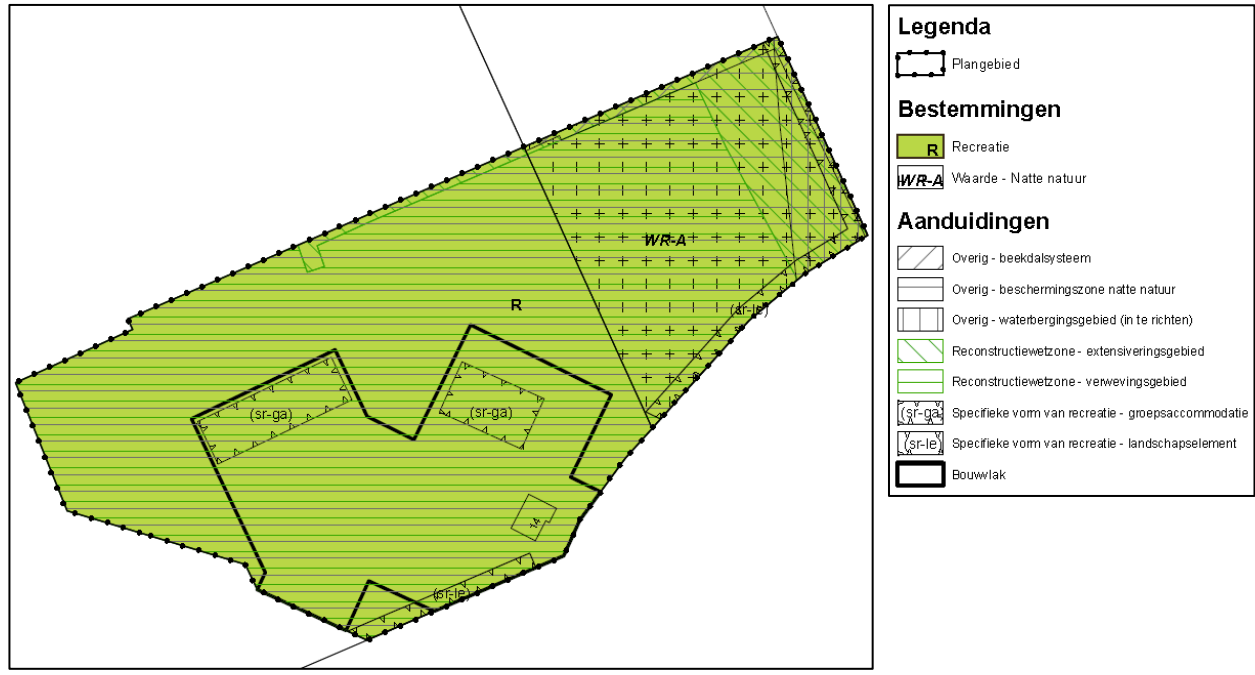 WR-A
R
(sr-le)
(sr-ga)
(sr-ga)
14
(sr-le)
Legenda
Plangebied
Bestemmingen
R Recreatie
WR-A Waarde - Natte natuur
Aanduidingen
Overig - beekdalsysteem
Overig - beschermingszone natte natuur
Overig - waterbergingsgebied (in te richten)
Reconstructiewetzone - extensiveringsgebied
Reconstructiewetzone - verwevingsgebied
(sr-ga) Specifieke vorm van recreatie - groepsaccommodatie
(sr-le) Specifieke vorm van recreatie - landschapselement
Bouwvlak